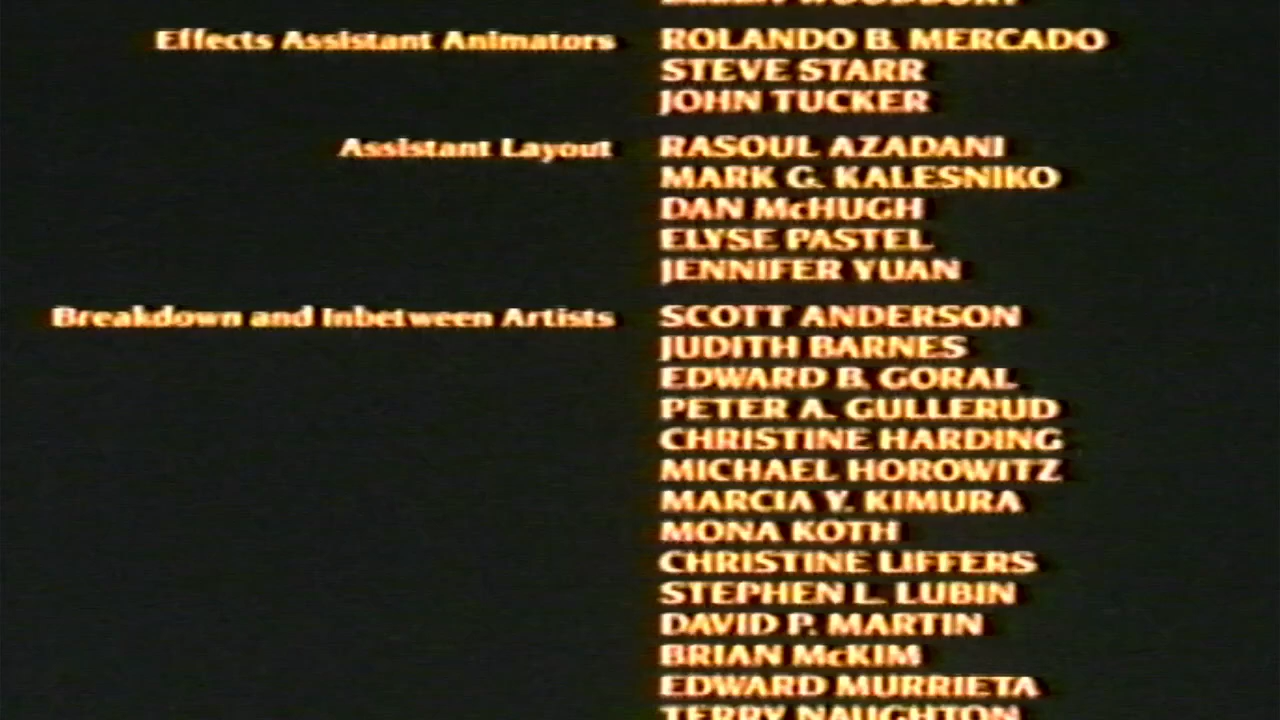 Effects Assistant Animators ROLANDO B. MERCADO
STEVE STARR
JOHN TUCKER
Assistant Layout RASOUL AZADANI
MARK G. KALESNIKO
DAN McHUGH
ELYSE PASTEL
JENNIFER YUAN
Breakdown and Inbetween Artists SCOTT ANDERSON
JUDITH BARNES
EDWARD B. GORAL
PETER A. GULLERUD
CHRISTINE HARDING
MICHAEL HOROWITZ
MARCIA Y. KIMURA
MONA KOTH
CHRISTINE LIFFERS
STEPHEN L. LUBIN
DAVID P. MARTIN
BRIAN McKIM
EDWARD MURRIETA
TERRY NAUGHTON